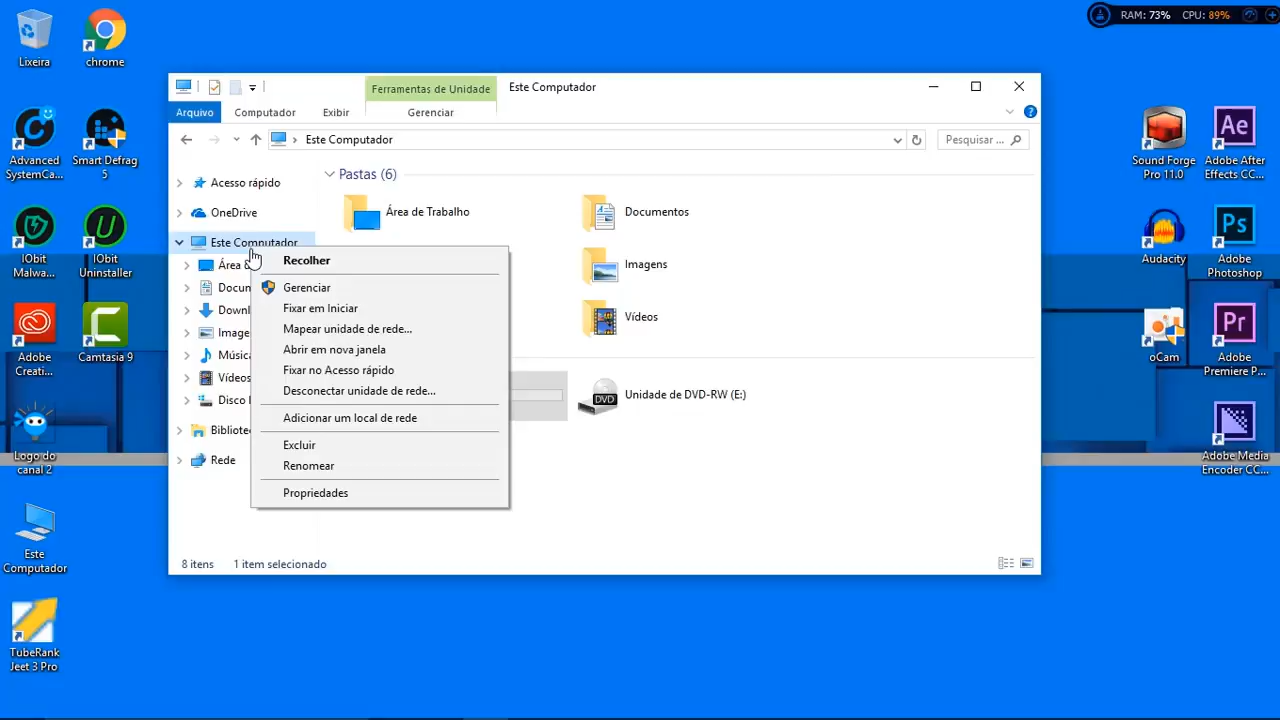 RAM: 73% CPU: 89%
Lixeira
chrome
Advanced
SystemCa...
Smart Defrag
5
IObit
Malwa...
IObit
Uninstaller
Adobe
Creati...
Camtasia 9
Logo do
canal 2
Este
Computador
TubeRank
Jeet 3 Pro
Ferramentas de Unidade
Este Computador
Arquivo
Computador
Exibir
Gerenciar
Este Computador
Pesquisar ...
Acesso rápido
OneDrive
Este Computador
Área d
Docun
Downl
Image
Música
Vídeos
Disco l
Bibliote
Rede
Recolher
Gerenciar
Fixar em Iniciar
Mapear unidade de rede...
Abrir em nova janela
Fixar no Acesso rápido
Desconectar unidade de rede...
Adicionar um local de rede
Excluir
Renomear
Propriedades
Pastas (6)
Área de Trabalho
Documentos
Imagens
Vídeos
DVD
Unidade de DVD-RW (E:)
8 itens
1 item selecionado
Sound Forge
Pro 11.0
Ae
Adobe After
Effects CC...
Audacity
Ps
Adobe
Photoshop
oCam
Pr
Adobe
Premiere P...
Adobe Media
Encoder CC...